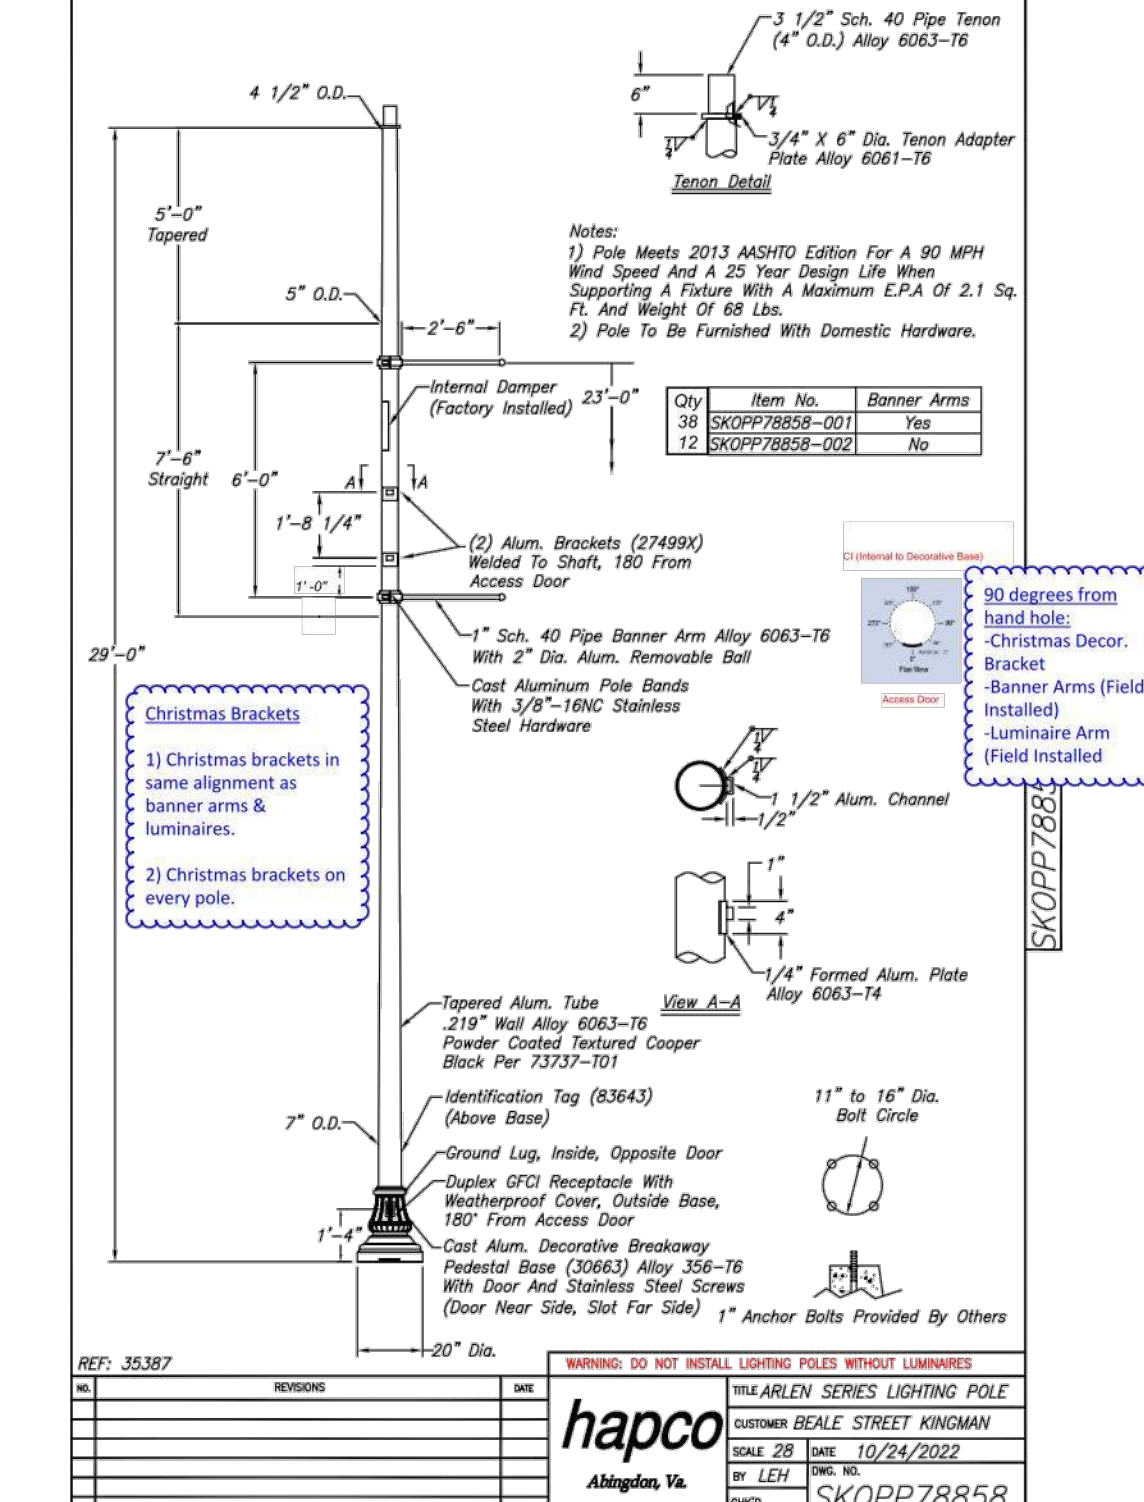 3 1/2" Sch. 40 Pipe Tenon
(4" O.D.) Alloy 6063-T6
4 1/2" O.D.
6"
1/4
1/4
3/4" X 6" Dia. Tenon Adapter
Plate Alloy 6061-T6
Tenon Detail
5'-0"
Tapered
Notes:
1) Pole Meets 2013 AASHTO Edition For A 90 MPH
Wind Speed And A 25 Year Design Life When
Supporting A Fixture With A Maximum E.P.A Of 2.1 Sq.
Ft. And Weight Of 68 Lbs.
2) Pole To Be Furnished With Domestic Hardware.
5" O.D.
2'-6"
Internal Damper
(Factory Installed)
23'-0"
Qty Item No. Banner Arms
38 SKOPP78858-001 Yes
12 SKOPP78858-002 No
7'-6"
Straight
6'-0"
A A
1'-8 1/4"
(2) Alum. Brackets (27499X)
Welded To Shaft, 180 From
Access Door
1'-0"
CI (Internal to Decorative Base)
180°
270°
90°
0°
Plan View
Access Door
90 degrees from
hand hole:
-Christmas Decor.
Bracket
-Banner Arms (Field
Installed)
-Luminaire Arm
(Field Installed
1" Sch. 40 Pipe Banner Arm Alloy 6063-T6
With 2" Dia. Alum. Removable Ball
29'-0"
Cast Aluminum Pole Bands
With 3/8"-16NC Stainless
Steel Hardware
Christmas Brackets
1) Christmas brackets in
same alignment as
banner arms &
luminaires.
2) Christmas brackets on
every pole.
1/4
1/4
1 1/2" Alum. Channel
1/2"
SKOPP7885
1"
4"
1/4" Formed Alum. Plate
Alloy 6063-T4
View A-A
Tapered Alum. Tube
.219" Wall Alloy 6063-T6
Powder Coated Textured Cooper
Black Per 73737-T01
Identification Tag (83643)
(Above Base)
7" O.D.
11" to 16" Dia.
Bolt Circle
Ground Lug, Inside, Opposite Door
Duplex GFCI Receptacle With
Weatherproof Cover, Outside Base,
180° From Access Door
1'-4"
Cast Alum. Decorative Breakaway
Pedestal Base (30663) Alloy 356-T6
With Door And Stainless Steel Screws
(Door Near Side, Slot Far Side)
1" Anchor Bolts Provided By Others
20" Dia.
REF: 35387
WARNING: DO NOT INSTALL LIGHTING POLES WITHOUT LUMINAIRES
NO. REVISIONS DATE
hapco
Abingdon, Va.
TITLE ARLEN SERIES LIGHTING POLE
CUSTOMER BEALE STREET KINGMAN
SCALE 28 DATE 10/24/2022
BY LEH DWG. NO.
SKOPP78858